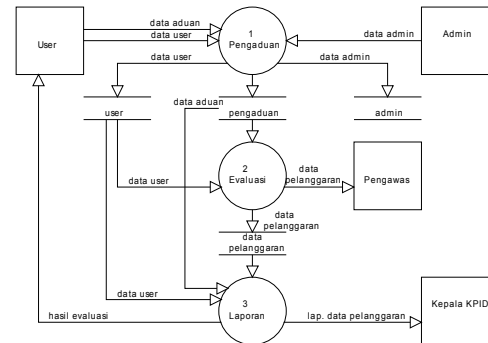 data aduan
data user
User
1
Pengaduan
data admin
Admin
data user
data admin
data aduan
user
pengaduan
admin
2
Evaluasi
data user
data
pelanggaran
Pengawas
data
pelanggaran
data
pelanggaran
data user
3
Laporan
hasil evaluasi
lap. data pelanggaran
Kepala KPID